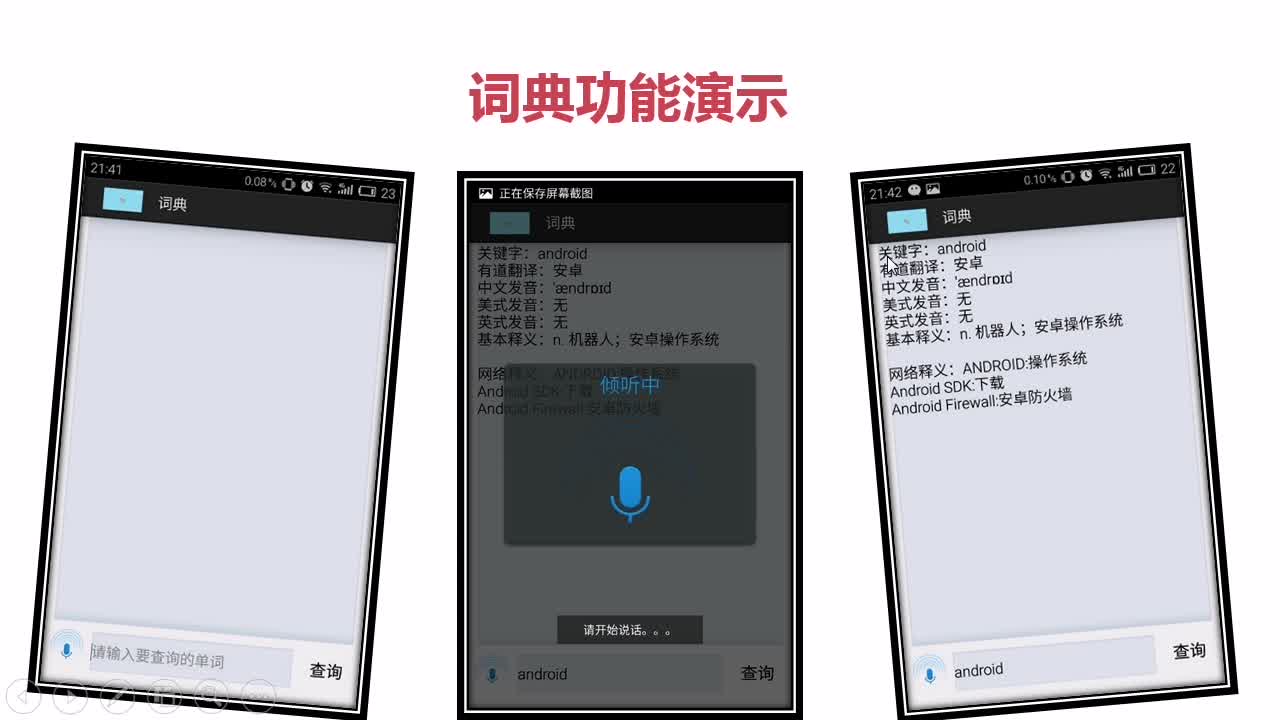 词典功能演示
21:41
0.08%
23
词典
请输入要查询的单词
查询
正在保存屏幕截图
词典
关键字：android
有道翻译：安卓
中文发音：'ændrɒɪd
美式发音：无
英式发音：无
基本释义：n. 机器人；安卓操作系统
网络释义：ANDROID:操作系统
Android SDK:下载
Android Firewall:安卓防火墙
倾听中
请开始说话。。。
android
查询
21:42
0.10%
22
词典
关键字：android
有道翻译：安卓
中文发音：'ændrɒɪd
美式发音：无
英式发音：无
基本释义：n. 机器人；安卓操作系统
网络释义：ANDROID:操作系统
Android SDK:下载
Android Firewall:安卓防火墙
android
查询